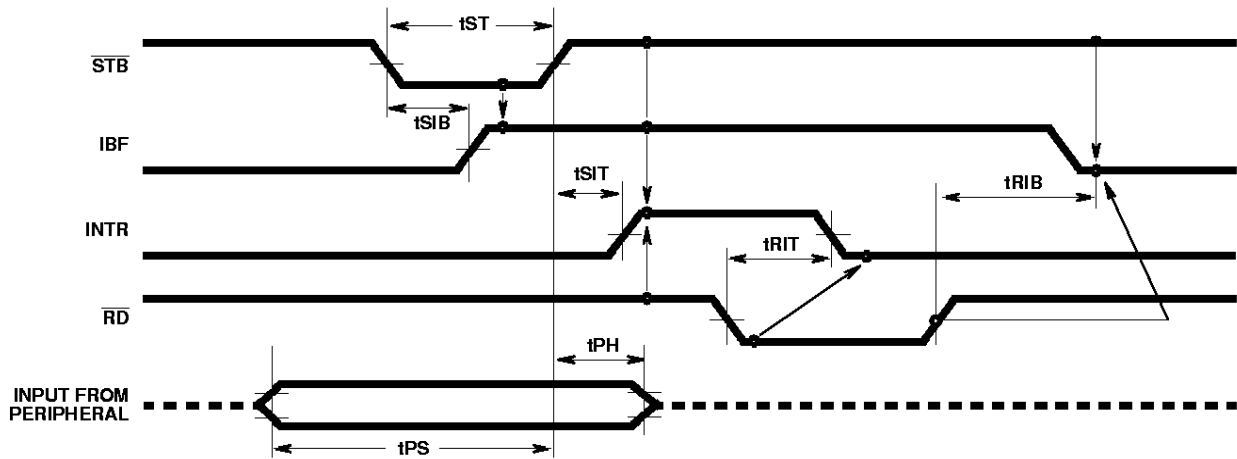 tST
STB
tSIB
IBF
tSIT
tRIB
INTR
tRIT
RD
tPH
INPUT FROM
PERIPHERAL
tPS